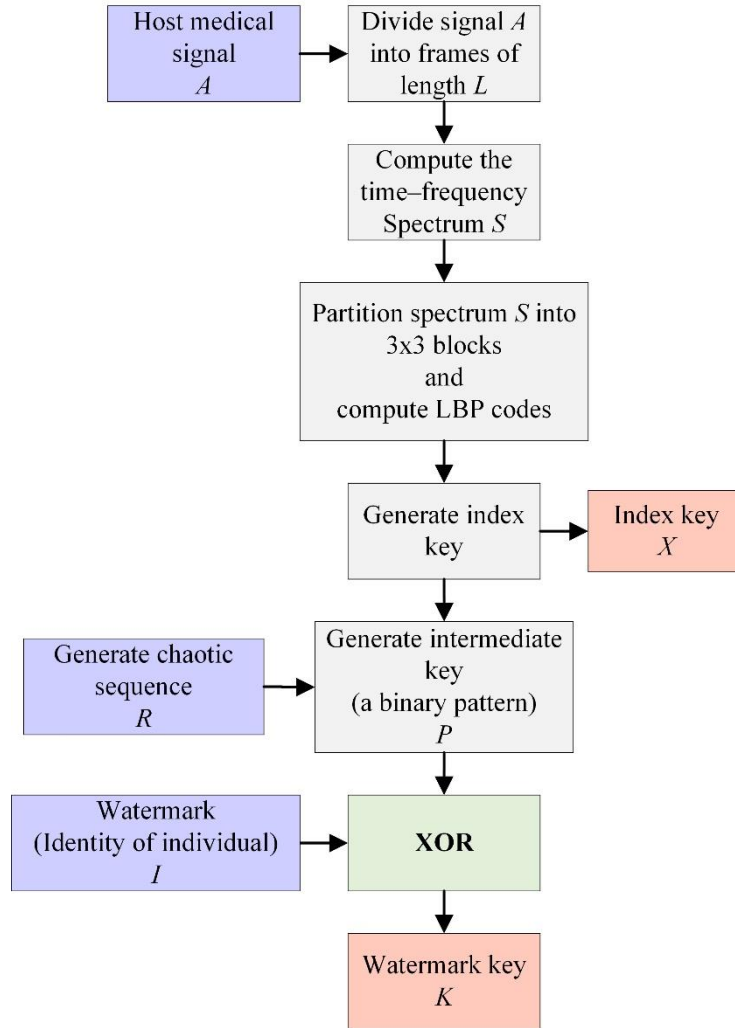 Host medical
signal
A
Divide signal A
into frames of
length L
Compute the
time–frequency
Spectrum S
Partition spectrum S into
3x3 blocks
and
compute LBP codes
Generate index
key
Index key
X
Generate chaotic
sequence
R
Generate intermediate
key
(a binary pattern)
P
Watermark
(Identity of individual)
I
XOR
Watermark key
K